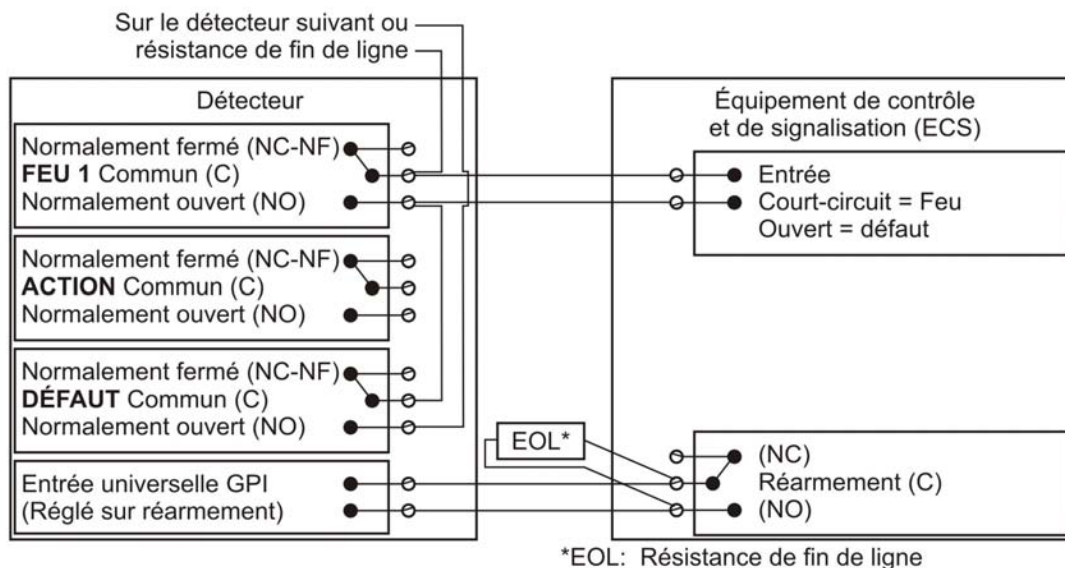 Sur le détecteur suivant ou
résistance de fin de ligne
Détecteur
Normalement fermé (NC-NF)
FEU 1 Commun (C)
Normalement ouvert (NO)
Normalement fermé (NC-NF)
ACTION Commun (C)
Normalement ouvert (NO)
Normalement fermé (NC-NF)
DÉFAUT Commun (C)
Normalement ouvert (NO)
Entrée universelle GPI
(Réglé sur réarmement)
EOL*
Équipement de contrôle
et de signalisation (ECS)
Entrée
Court-circuit = Feu
Ouvert = défaut
(NC)
Réarmement (C)
(NO)
*EOL: Résistance de fin de ligne